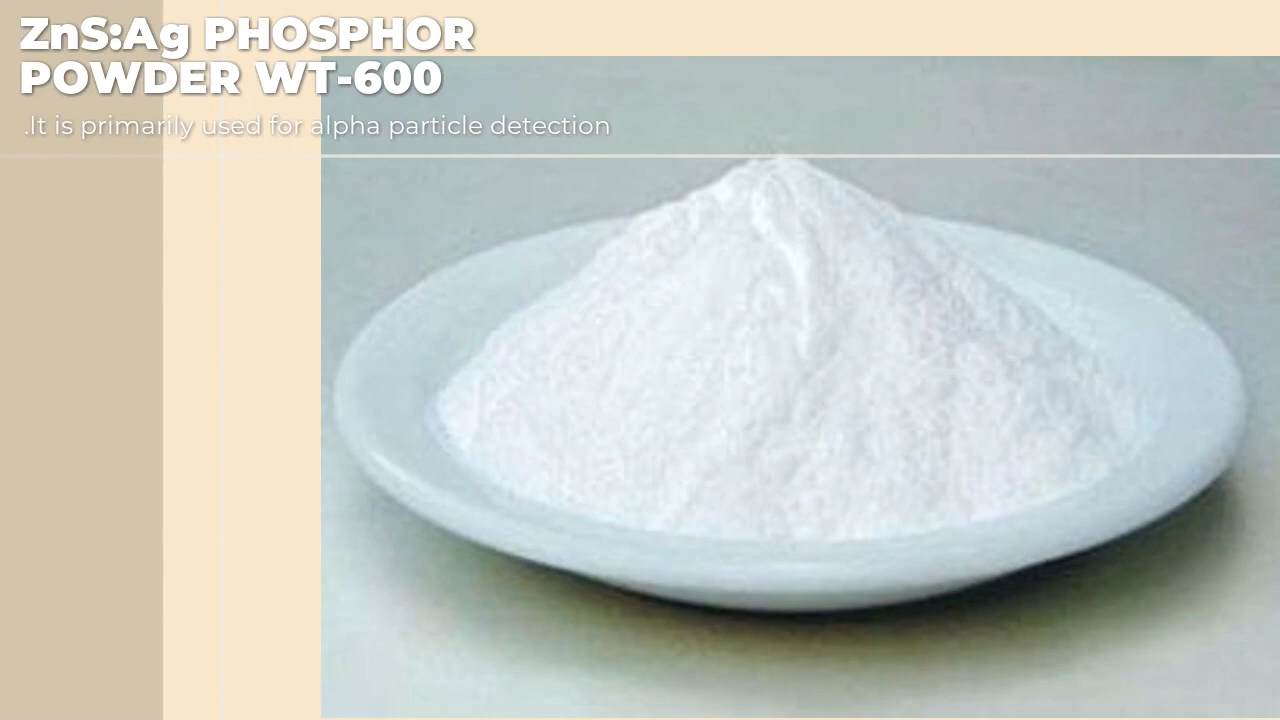 ZnS:Ag PHOSPHOR
POWDER WT-600
.It is primarily used for alpha particle detection